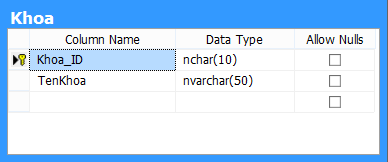 Khoa
Column Name Data Type Allow Nulls
Khoa_ID nchar(10)
TenKhoa nvarchar(50)